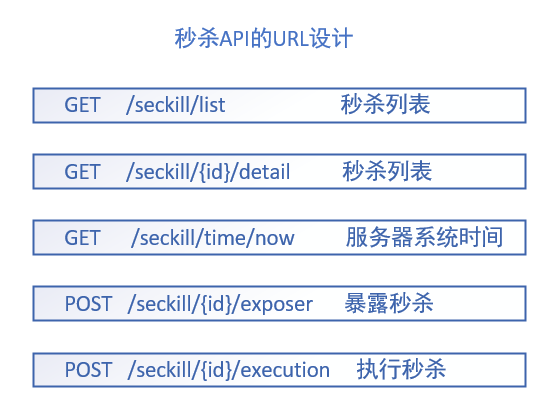 秒杀API的URL设计
GET /seckill/list 秒杀列表
GET /seckill/{id}/detail 秒杀列表
GET /seckill/time/now 服务器系统时间
POST /seckill/{id}/exposer 暴露秒杀
POST /seckill/{id}/execution 执行秒杀